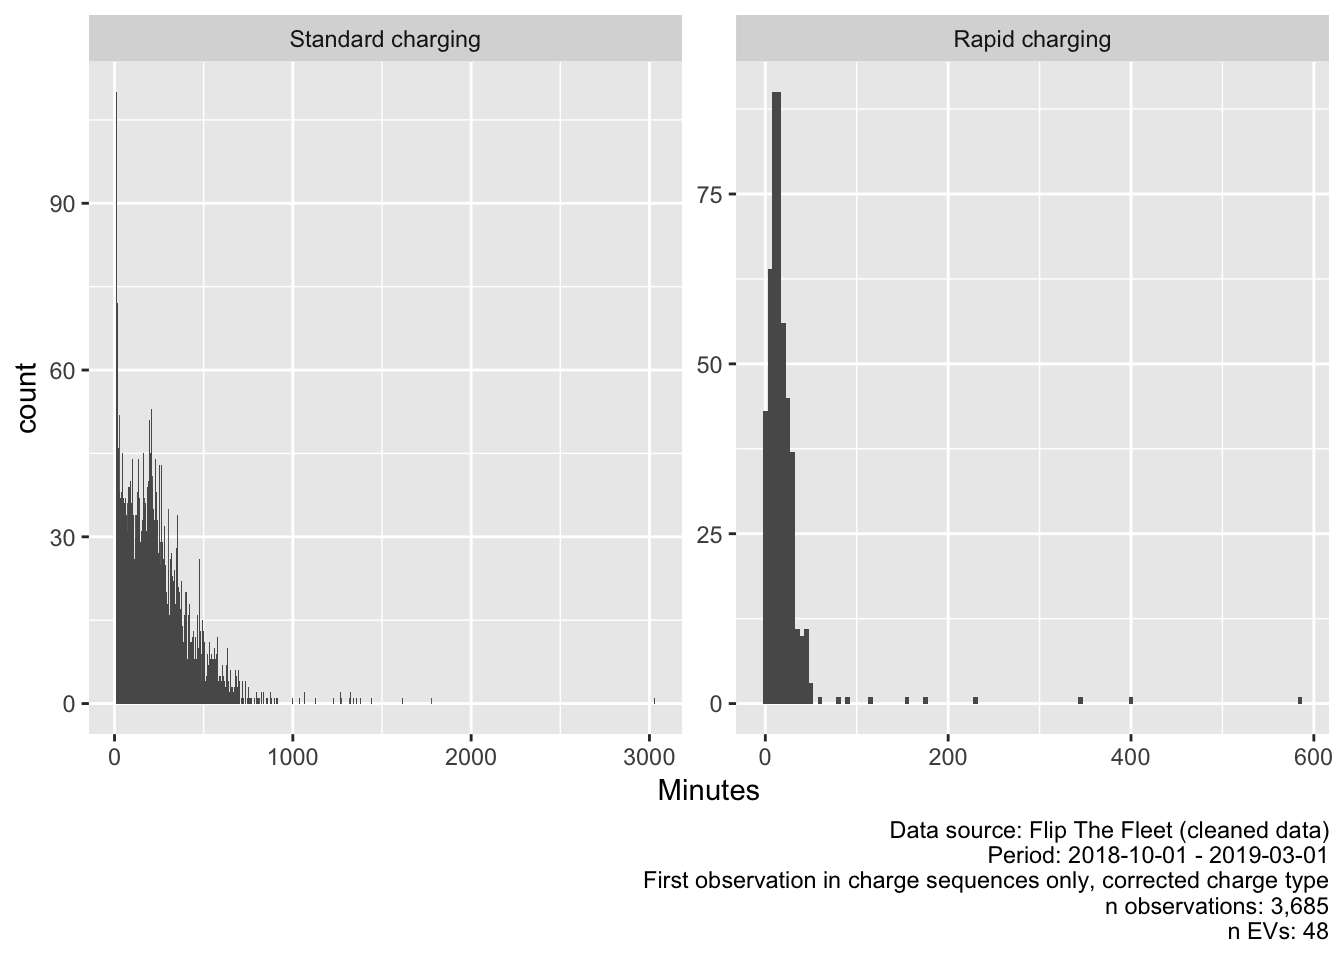 Standard charging
Rapid charging
count
90
60
30
0
75
50
25
0
0
1000
2000
3000
0
200
400
600
Minutes
Data source: Flip The Fleet (cleaned data)
Period: 2018-10-01 - 2019-03-01
First observation in charge sequences only, corrected charge type
n observations: 3,685
n EVs: 48